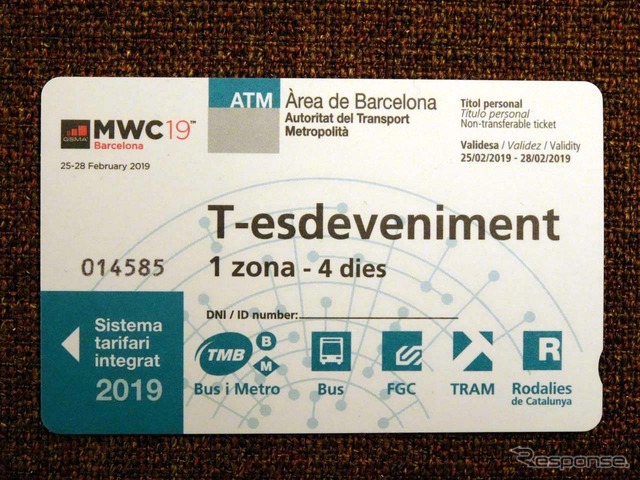 GSMA
MWC19™
Barcelona
25-28 February 2019
ATM
Àrea de Barcelona
Autoritat del Transport
Metropolità
Títol personal
Título personal
Non-transferable ticket
Validesa / Validez / Validity
25/02/2019 - 28/02/2019
T-esdeveniment
1 zona - 4 dies
014585
DNI / ID number:
Sistema
tarifari
integrat
2019
TMB
B
M
Bus i Metro
Bus
FGC
TRAM
R
Rodalies
de Catalunya
Response.